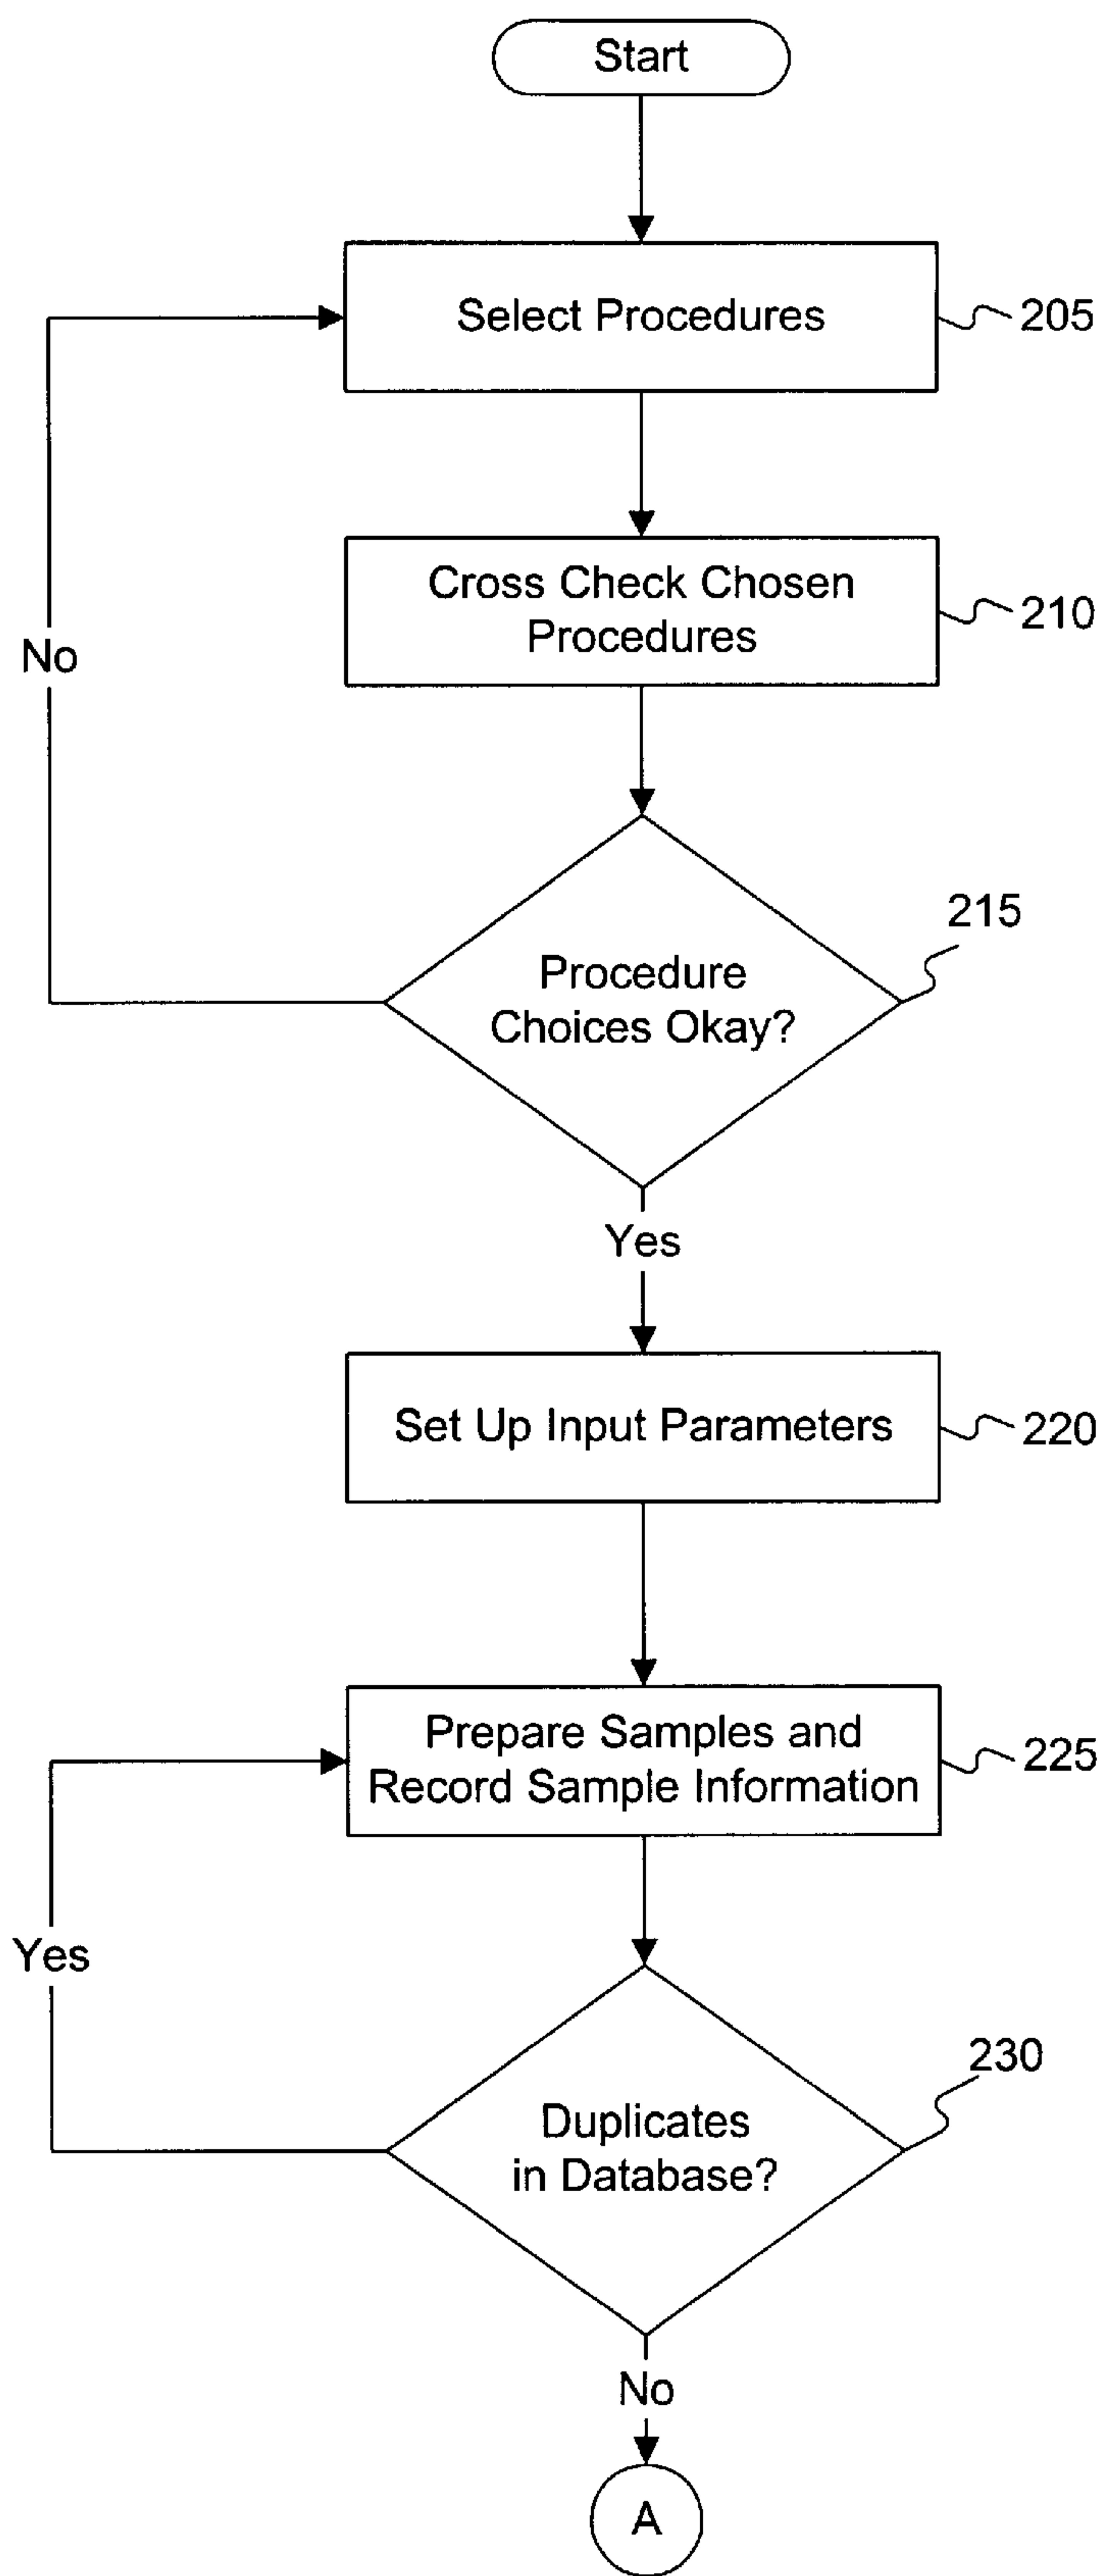 Start
Select Procedures
205
Cross Check Chosen
Procedures
210
No
215
Procedure
Choices Okay?
Yes
Set Up Input Parameters
220
Prepare Samples and
Record Sample Information
225
Yes
230
Duplicates
in Database?
No
A